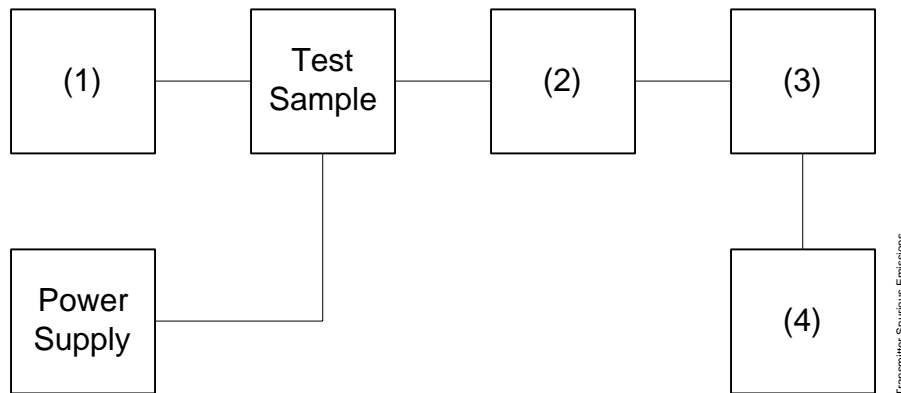 (1)
Test
Sample
(2)
(3)
Power
Supply
(4)
Transmitter Spurious Emissions